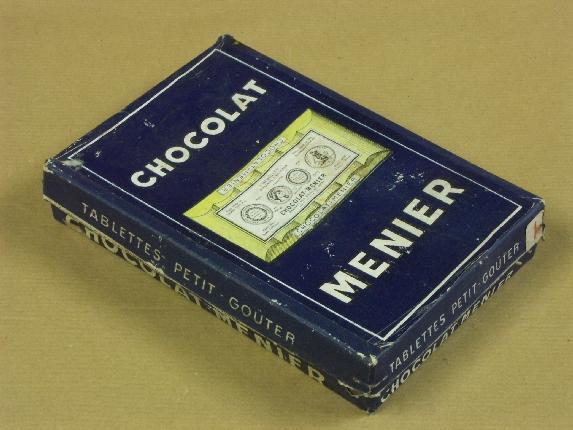 CHOCOLAT
CHOCOLAT MENIER
MENIER
TABLETTES PETIT-GOÛTER
CHOCOLAT MENIER
TABLETTES PETIT-GOÛTER
CHOCOLAT MENIER